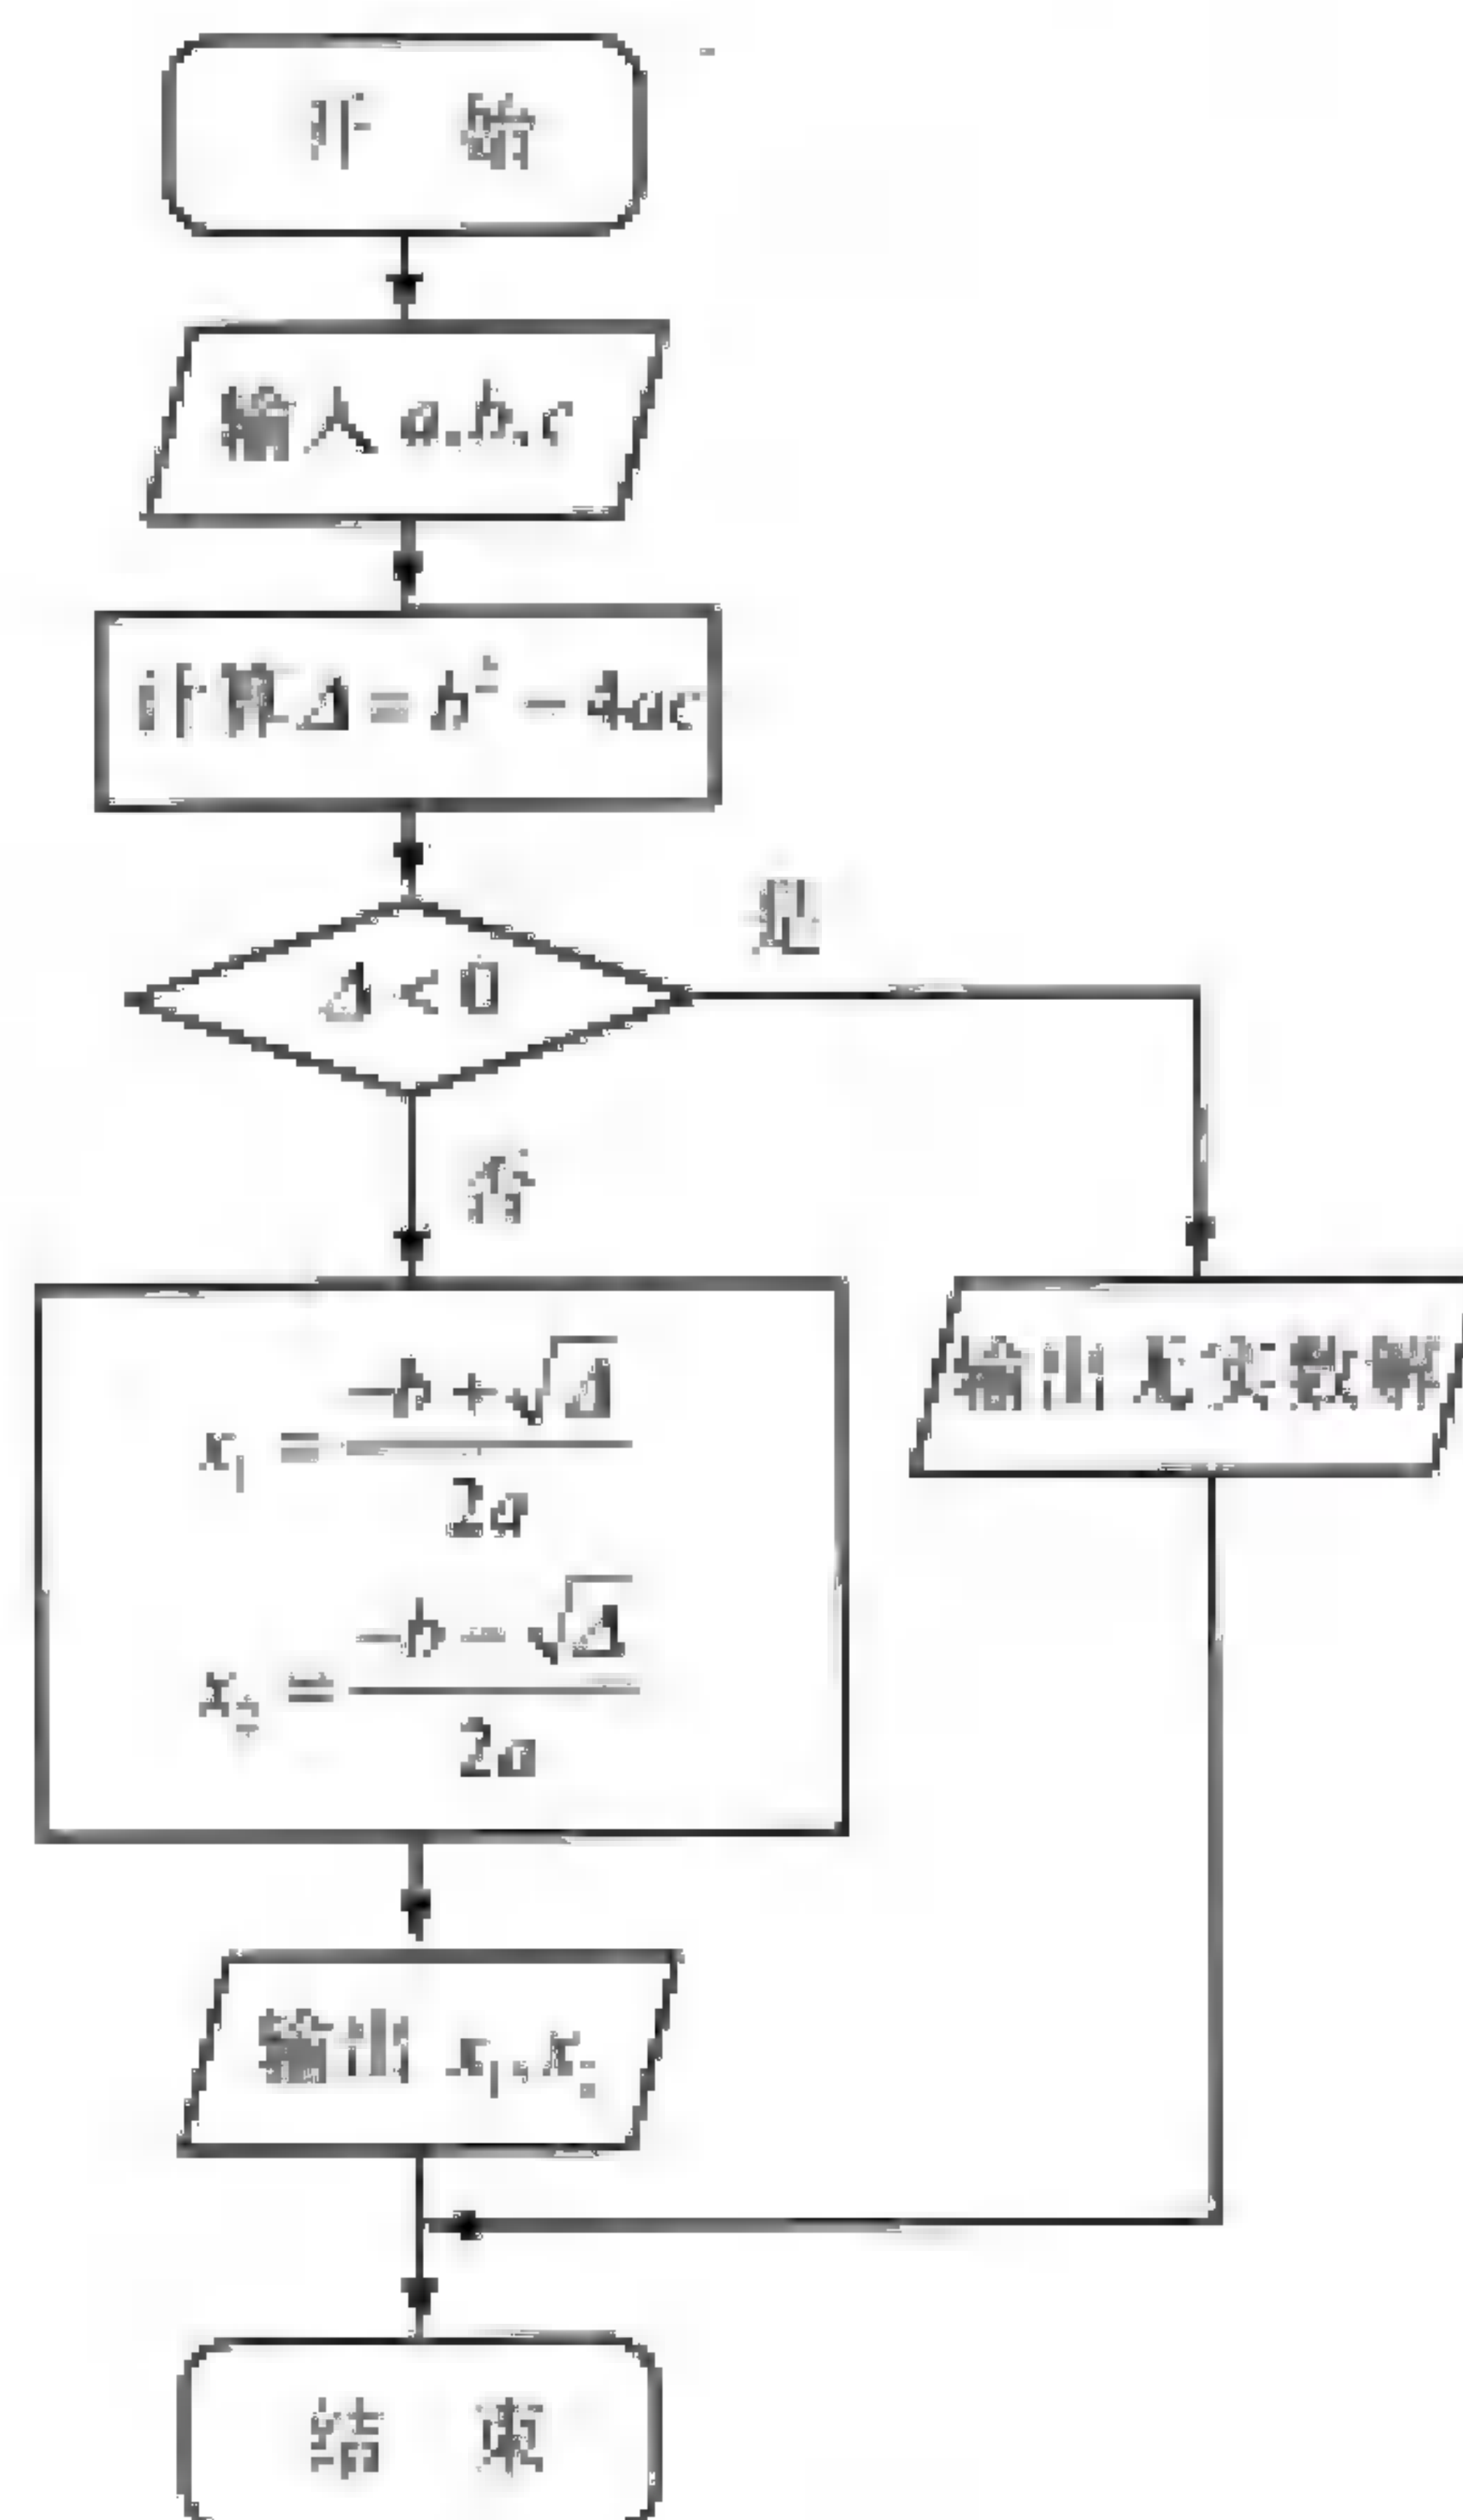 开 始
输入 a,b,c
计算Δ=b²-4ac
Δ<0
是
否
x₁=(-b+√Δ)/2a
输出无实数解
x₂=(-b-√Δ)/2a
输出 x₁,x₂
结 束